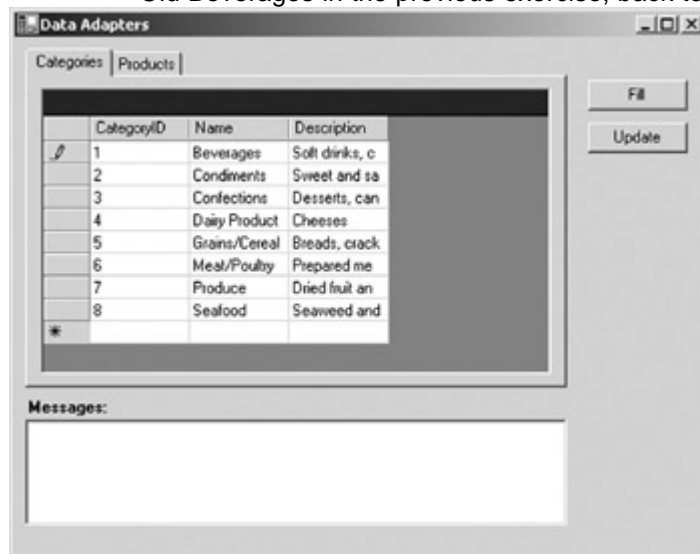 Old Beverages in the previous exercise, back to
Data Adapters
Categories Products
Fill
Update
CategoryID Name Description
1 Beverages Soft drinks, c
2 Condiments Sweet and sa
3 Confections Desserts, can
4 Dairy Product Cheeses
5 Grains/Cereal Breads, crack
6 Meat/Poultry Prepared me
7 Produce Dried fruit an
8 Seafood Seaweed and
Messages: